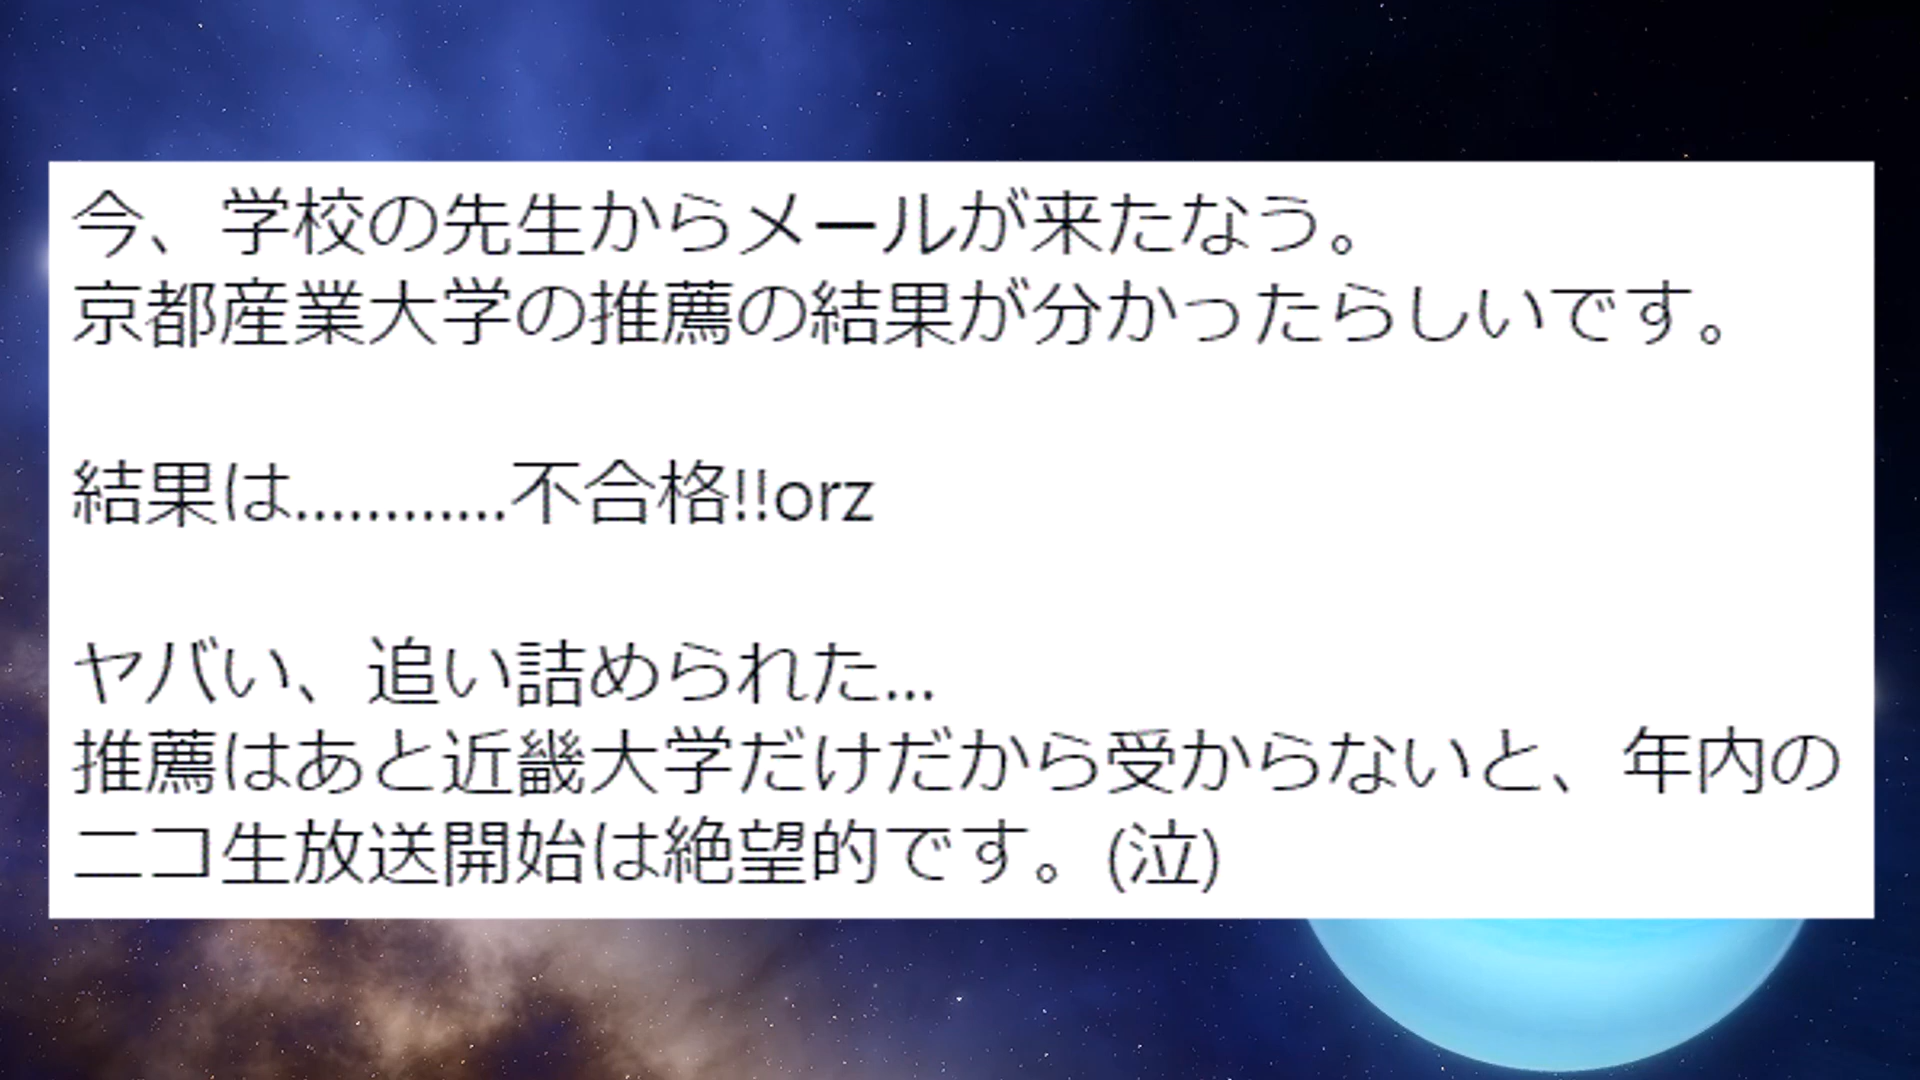 今、学校の先生からメールが来たなう。
京都産業大学の推薦の結果が分かったらしいです。
結果は…………不合格!!orz
ヤバい、追い詰められた…
推薦はあと近畿大学だけだから受からないと、年内の
ニコ生放送開始は絶望的です。(泣)